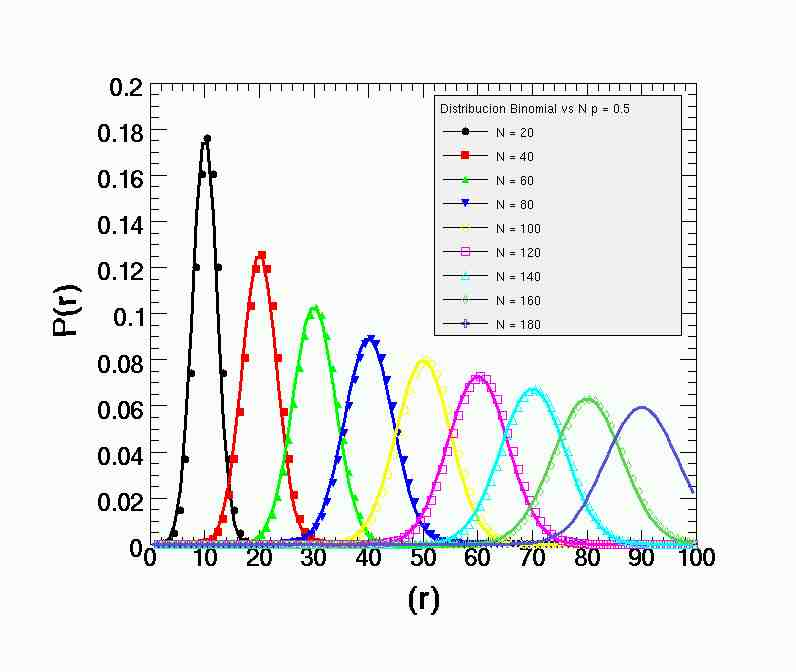 0.2
0.18
0.16
0.14
0.12
0.1
0.08
0.06
0.04
0.02
0
P(r)
Distribucion Binomial vs N p = 0.5
N = 20
N = 40
N = 60
N = 80
N = 100
N = 120
N = 140
N = 160
N = 180
0 10 20 30 40 50 60 70 80 90 100
(r)